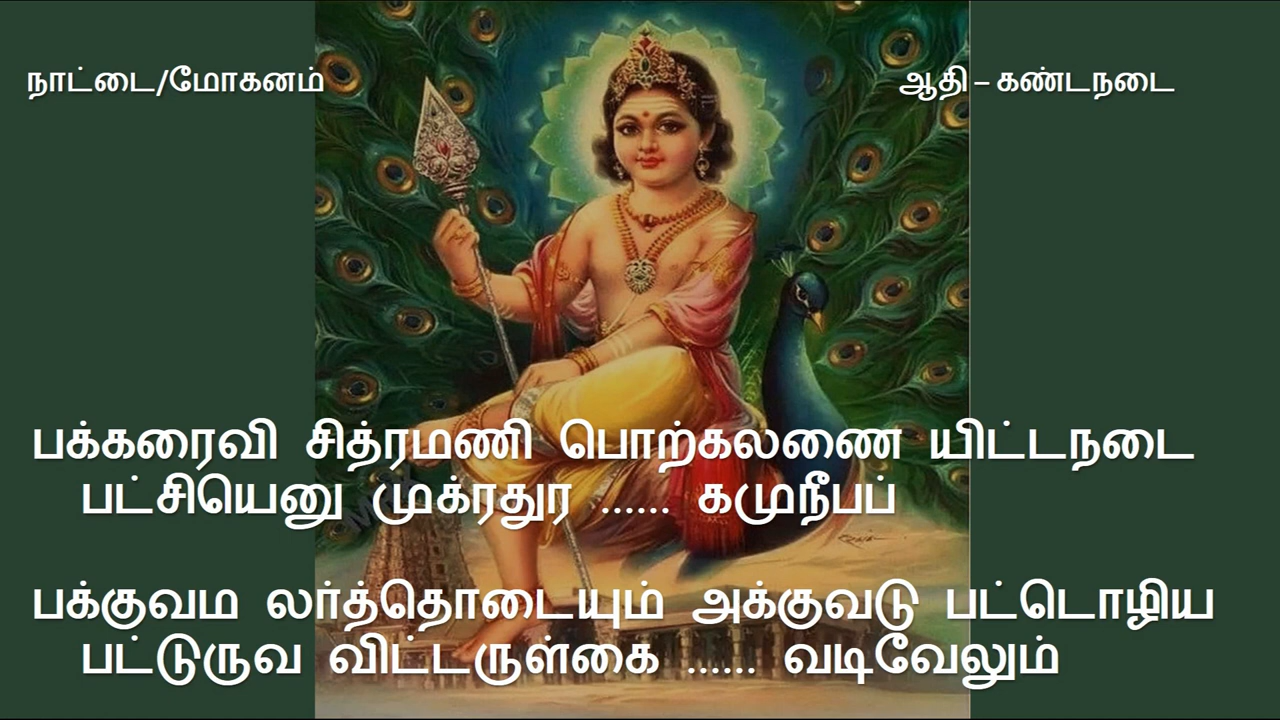 நாட்டை/மோகனம்
ஆதி – கண்டநடை
பக்கரைவி சித்ரமணி பொற்கலணை யிட்டநடை
பட்சியெனு முக்ரதுர ...... கமுநீபப்
பக்குவம லர்த்தொடையும் அக்குவடு பட்டொழிய
பட்டுருவ விட்டருள்கை ...... வடிவேலும்